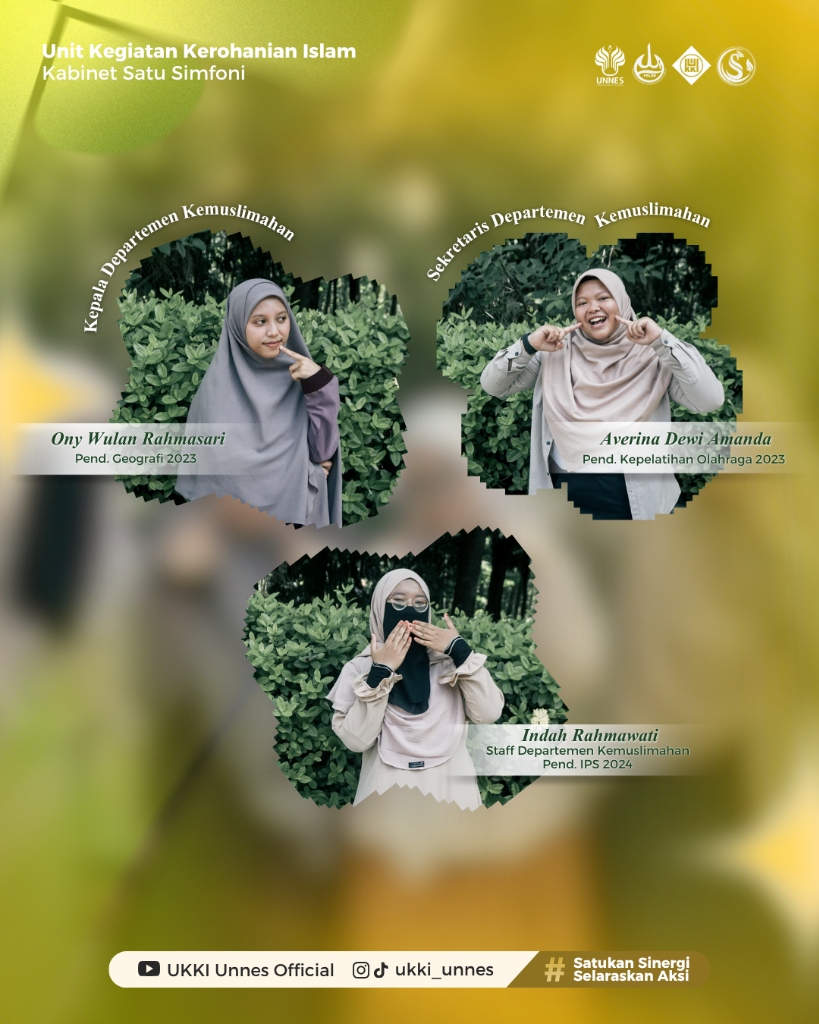 Unit Kegiatan Kerohanian Islam
Kabinet Satu Simfoni
UNNES
UKKI
Kepala Departemen Kemuslimahan
Sekretaris Departemen Kemuslimahan
Ony Wulan Rahmasari
Pend. Geografi 2023
Averina Dewi Amanda
Pend. Kepelatihan Olahraga 2023
Indah Rahmawati
Staff Departemen Kemuslimahan
Pend. IPS 2024
UKKI Unnes Official
ukki_unnes
# Satukan Sinergi
Selaraskan Aksi